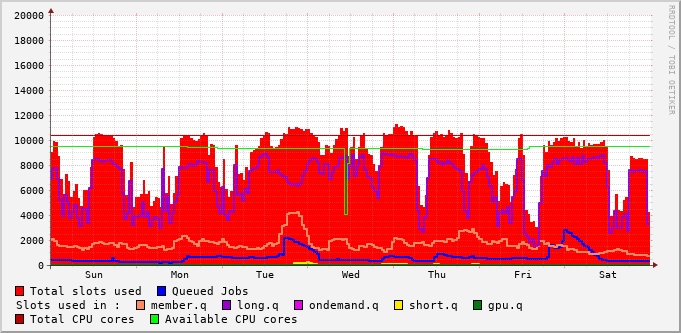 RRDTOOL / TOBI OETIKER
20000
18000
16000
14000
12000
10000
8000
6000
4000
2000
0
Sun Mon Tue Wed Thu Fri Sat
Total slots used Queued Jobs
Slots used in : member.q long.q ondemand.q short.q gpu.q
Total CPU cores Available CPU cores